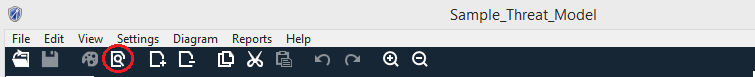 Sample_Threat_Model
File Edit View Settings Diagram Reports Help